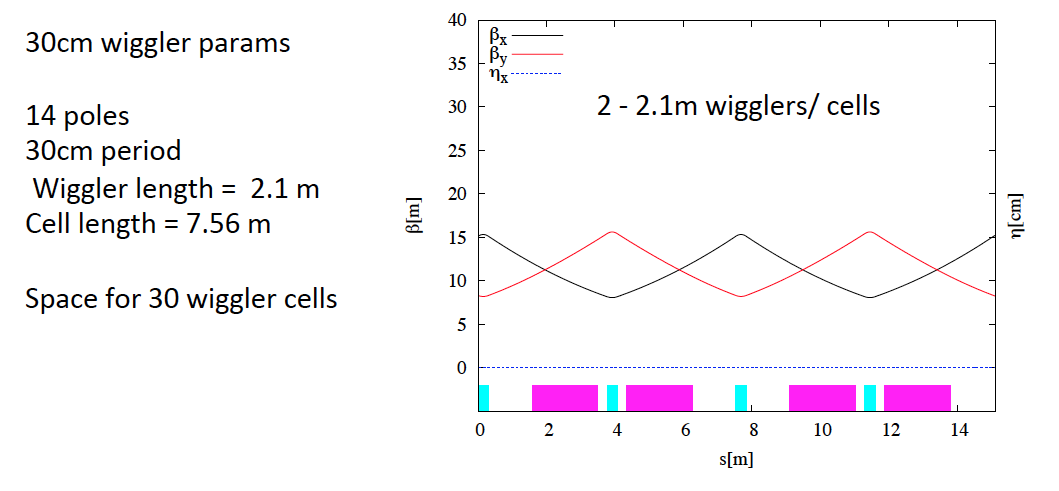 30cm wiggler params
14 poles
30cm period
Wiggler length = 2.1 m
Cell length = 7.56 m
Space for 30 wiggler cells
βx
βy
ηx
2 - 2.1m wigglers/ cells
40
35
30
25
20
15
10
5
0
β[m]
η[cm]
0 2 4 6 8 10 12 14
s[m]